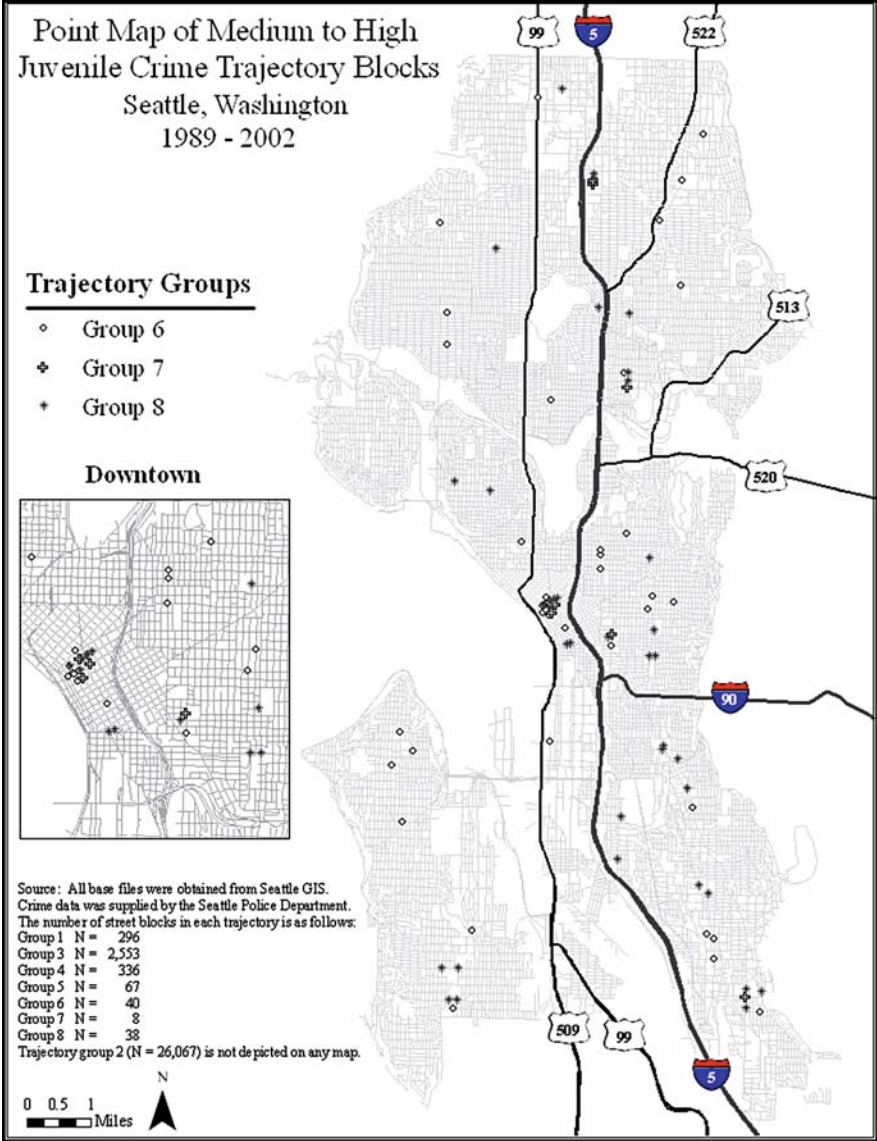 Point Map of Medium to High
Juvenile Crime Trajectory Blocks
Seattle, Washington
1989 - 2002
99
5
522
Trajectory Groups
Group 6
Group 7
Group 8
513
Downtown
520
90
Source: All base files were obtained from Seattle GIS.
Crime data was supplied by the Seattle Police Department.
The number of street blocks in each trajectory is as follows:
Group 1 N = 296
Group 3 N = 2,553
Group 4 N = 336
Group 5 N = 67
Group 6 N = 40
Group 7 N = 8
Group 8 N = 38
Trajectory group 2 (N = 26,067) is not depicted on any map.
509
99
5
N
0 0.5 1
Miles